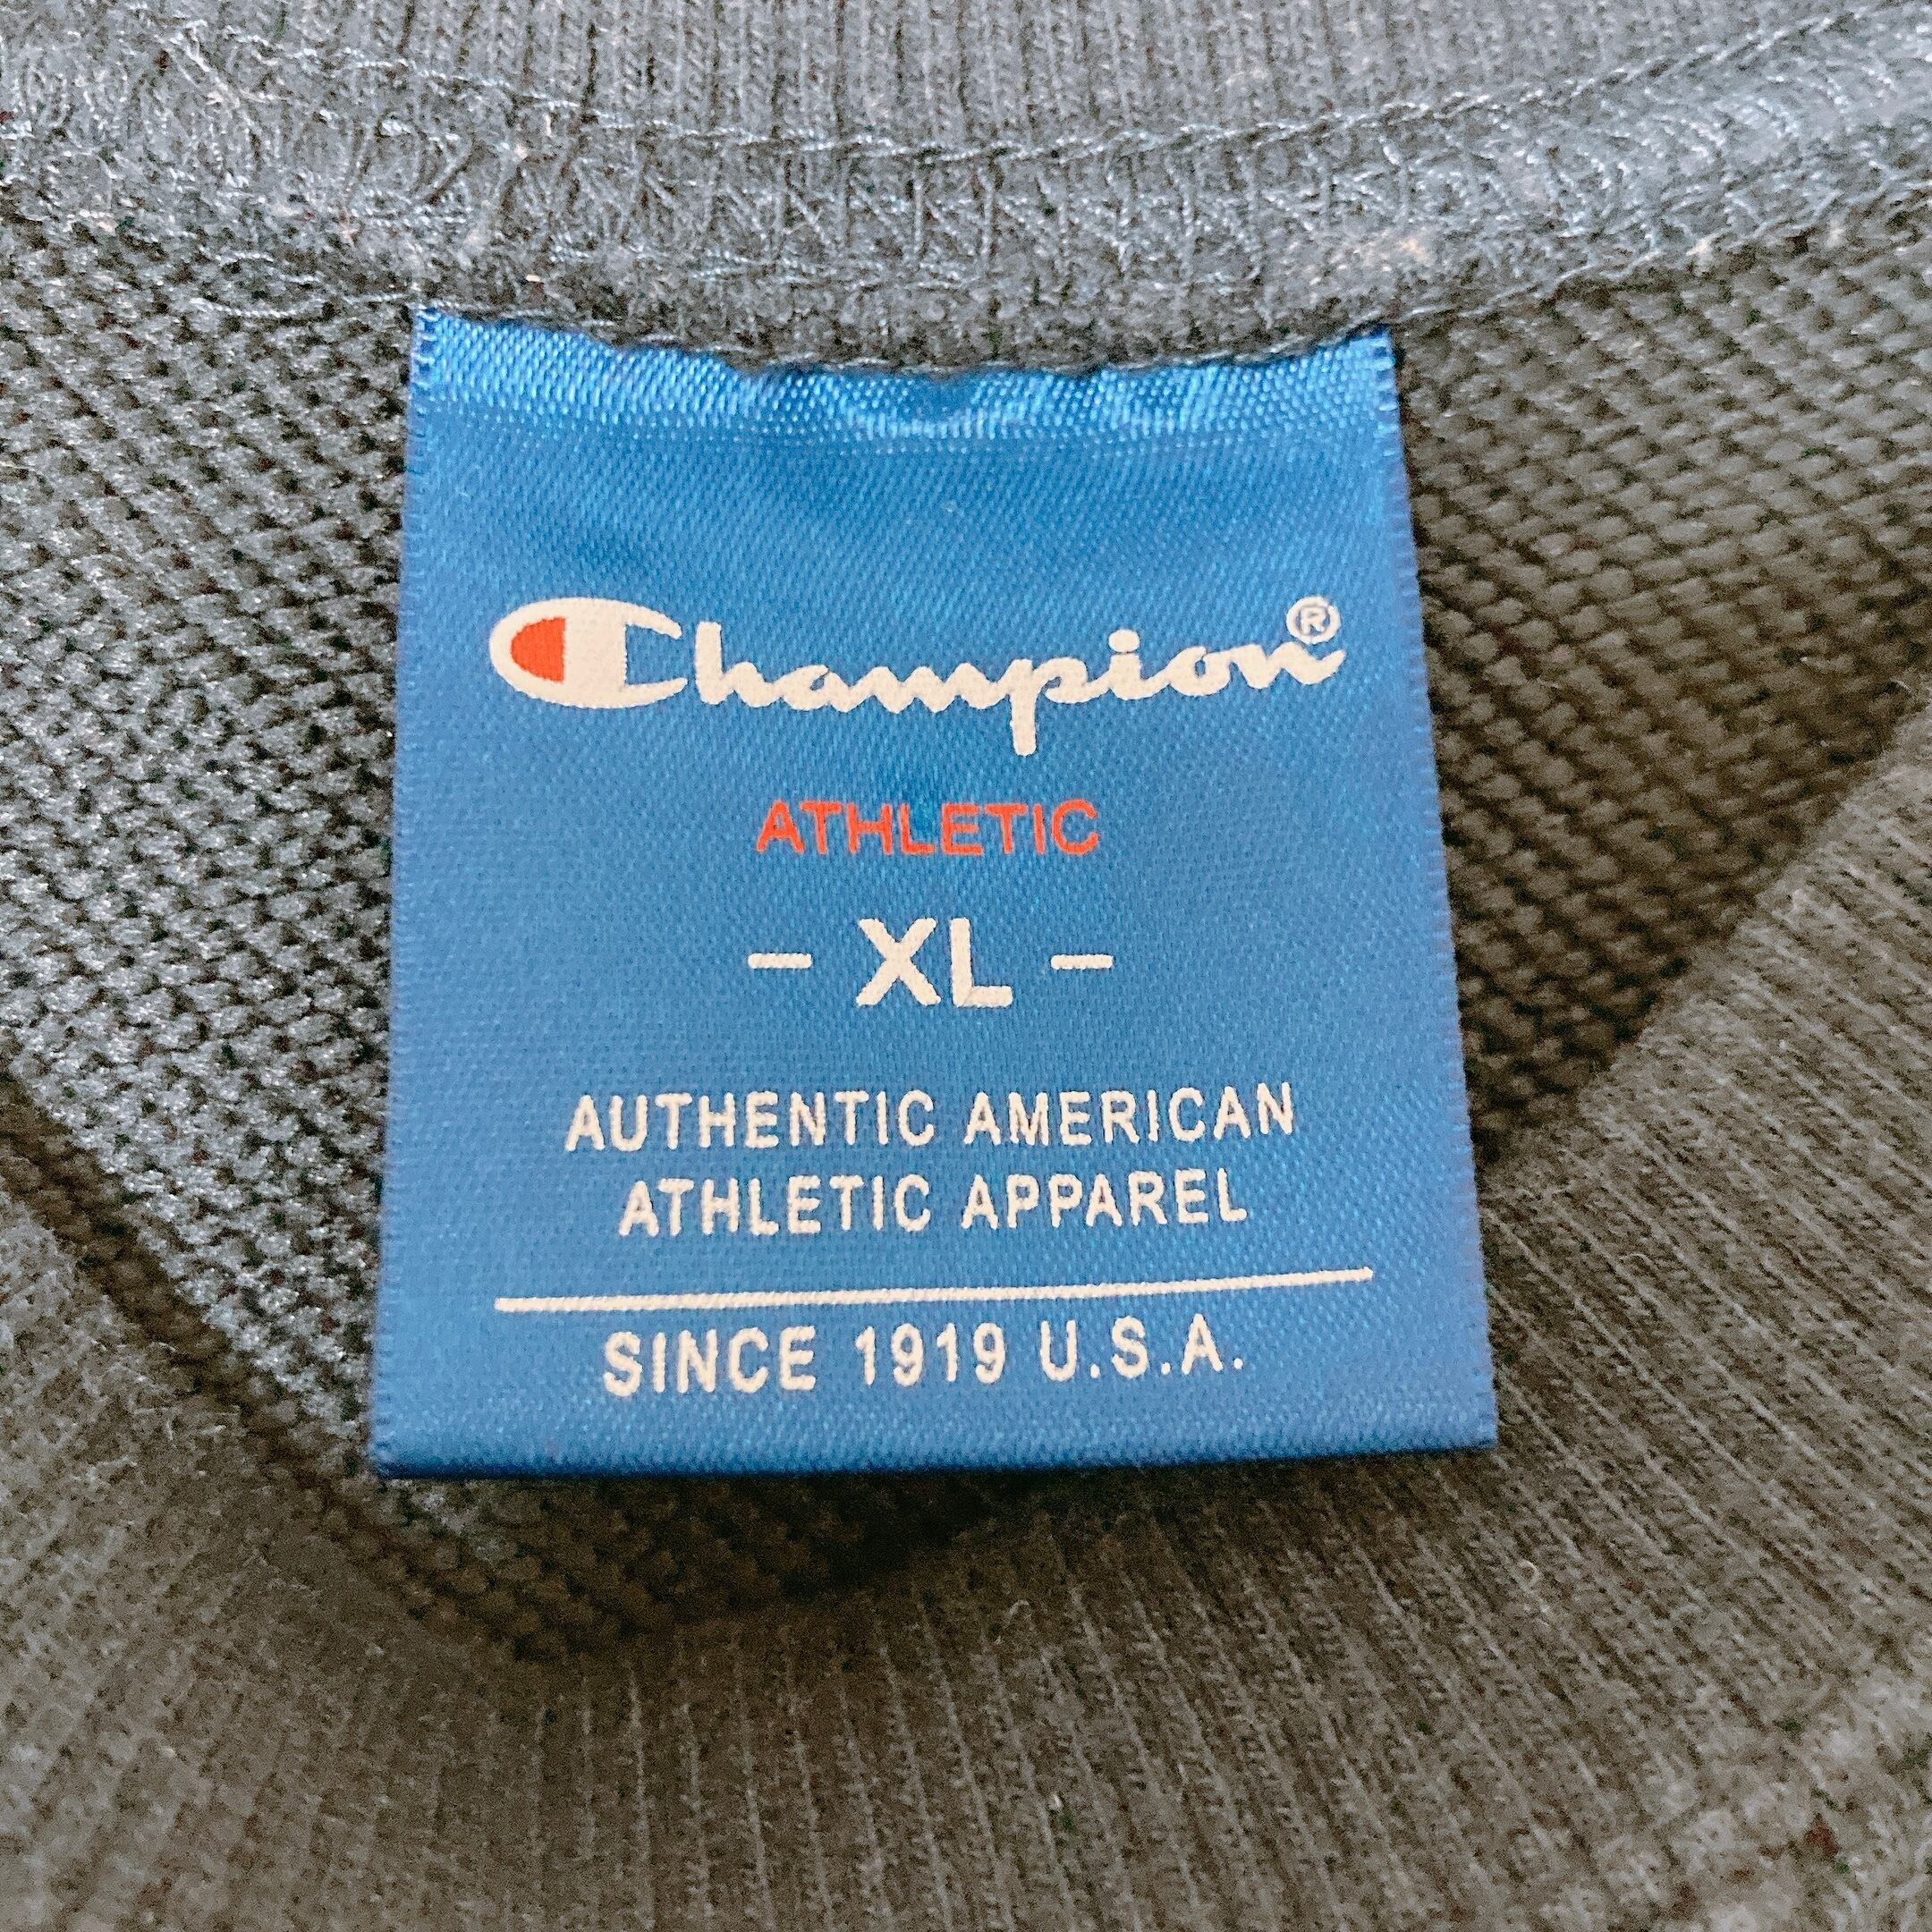 Champion®
ATHLETIC
- XL -
AUTHENTIC AMERICAN
ATHLETIC APPAREL
SINCE 1919 U.S.A.